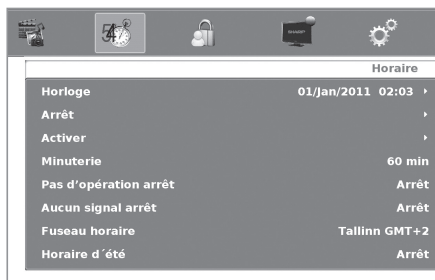 Horaire
Horloge 01/Jan/2011 02:03
Arrêt
Activer
Minuterie 60 min
Pas d’opération arrêt Arrêt
Aucun signal arrêt Arrêt
Fuseau horaire Tallinn GMT+2
Horaire d´été Arrêt